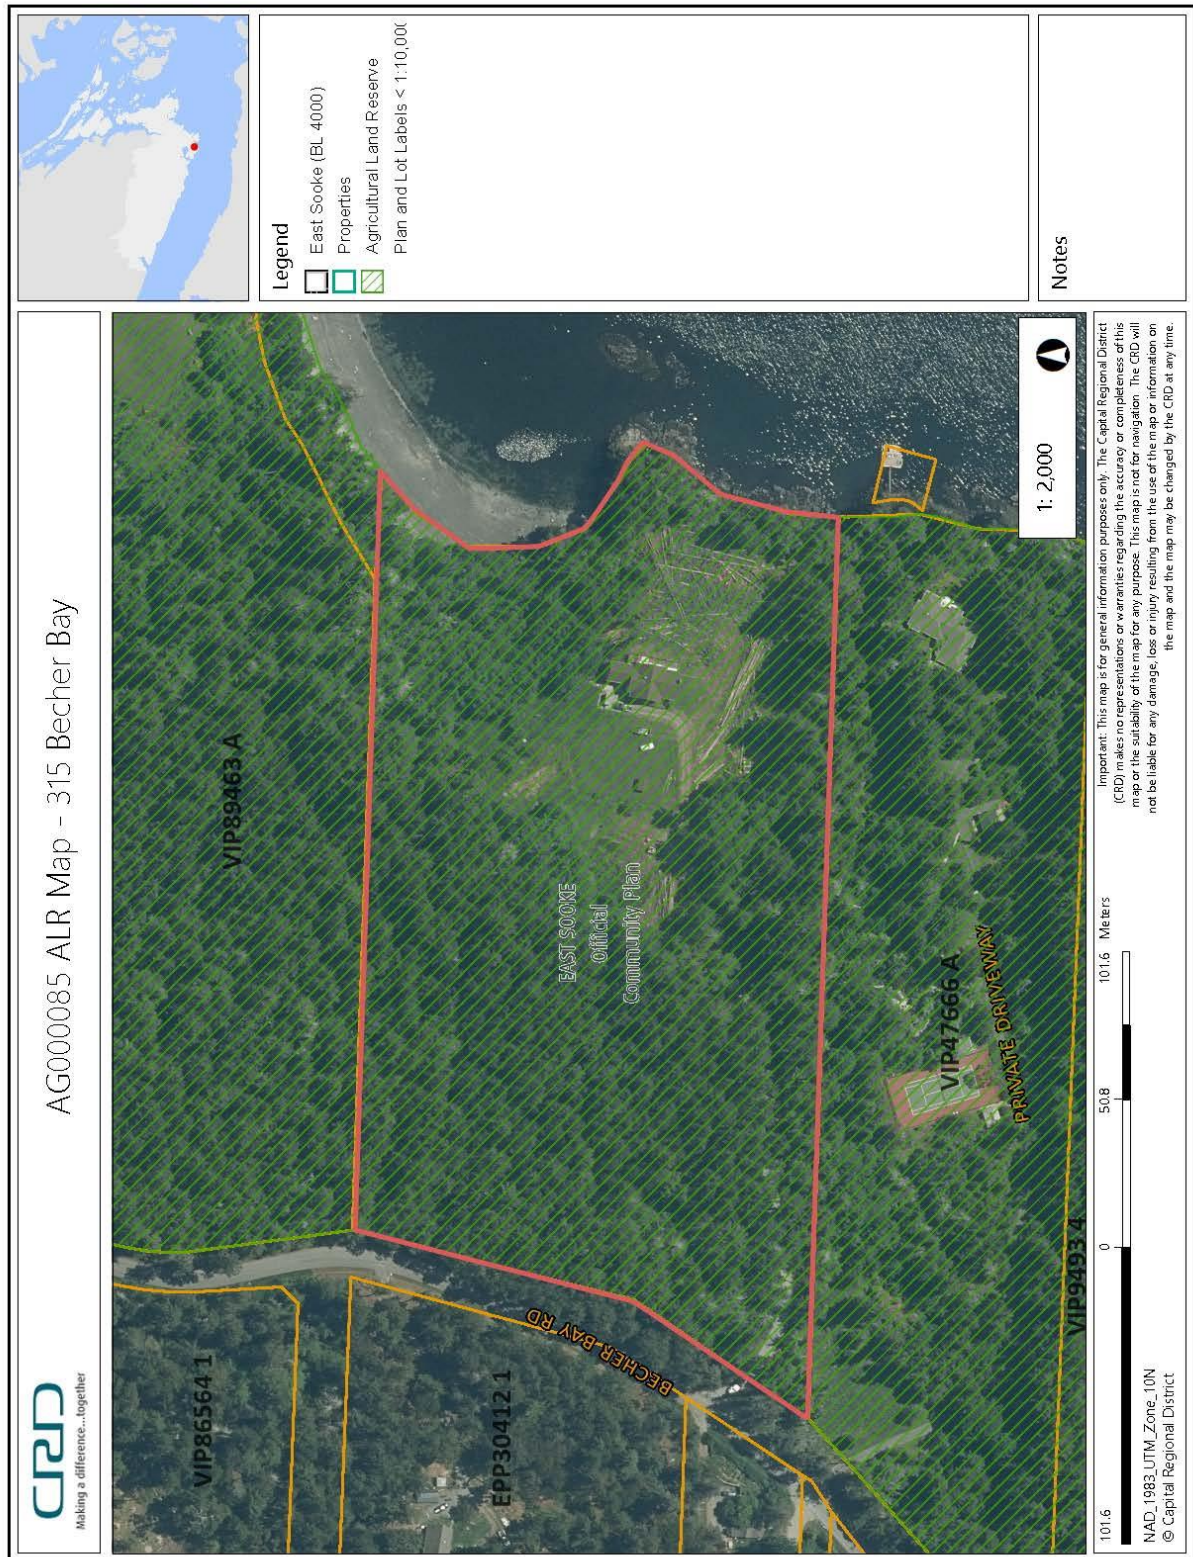 CRD
Making a difference...together
AG000085 ALR Map - 315 Becher Bay
VIP86564 1
VIP89463 A
EPP30412 1
BECHER BAY RD
EAST SOOKE
Official
Community Plan
VIP47666 A
PRIVATE DRIVEWAY
VIP9493 4
1: 2,000
Legend
East Sooke (BL 4000)
Properties
Agricultural Land Reserve
Plan and Lot Labels < 1:10,00(
Notes
101.6
0
50.8
101.6
Meters
NAD_1983_UTM_Zone_10N
© Capital Regional District
Important: This map is for general information purposes only. The Capital Regional District
(CRD) makes no representations or warranties regarding the accuracy or completeness of this
map or the suitability of the map for any purpose. This map is not for navigation. The CRD will
not be liable for any damage, loss or injury resulting from the use of the map or information on
the map and the map may be changed by the CRD at any time.